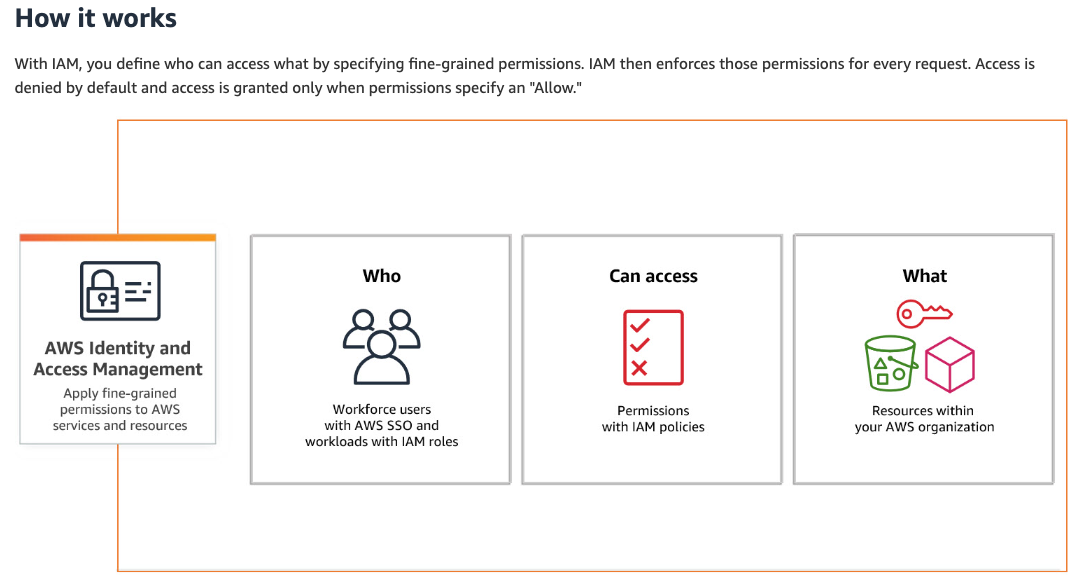 How it works
With IAM, you define who can access what by specifying fine-grained permissions. IAM then enforces those permissions for every request. Access is
denied by default and access is granted only when permissions specify an "Allow."
AWS Identity and
Access Management
Apply fine-grained
permissions to AWS
services and resources
Who
Workforce users
with AWS SSO and
workloads with IAM roles
Can access
Permissions
with IAM policies
What
Resources within
your AWS organization